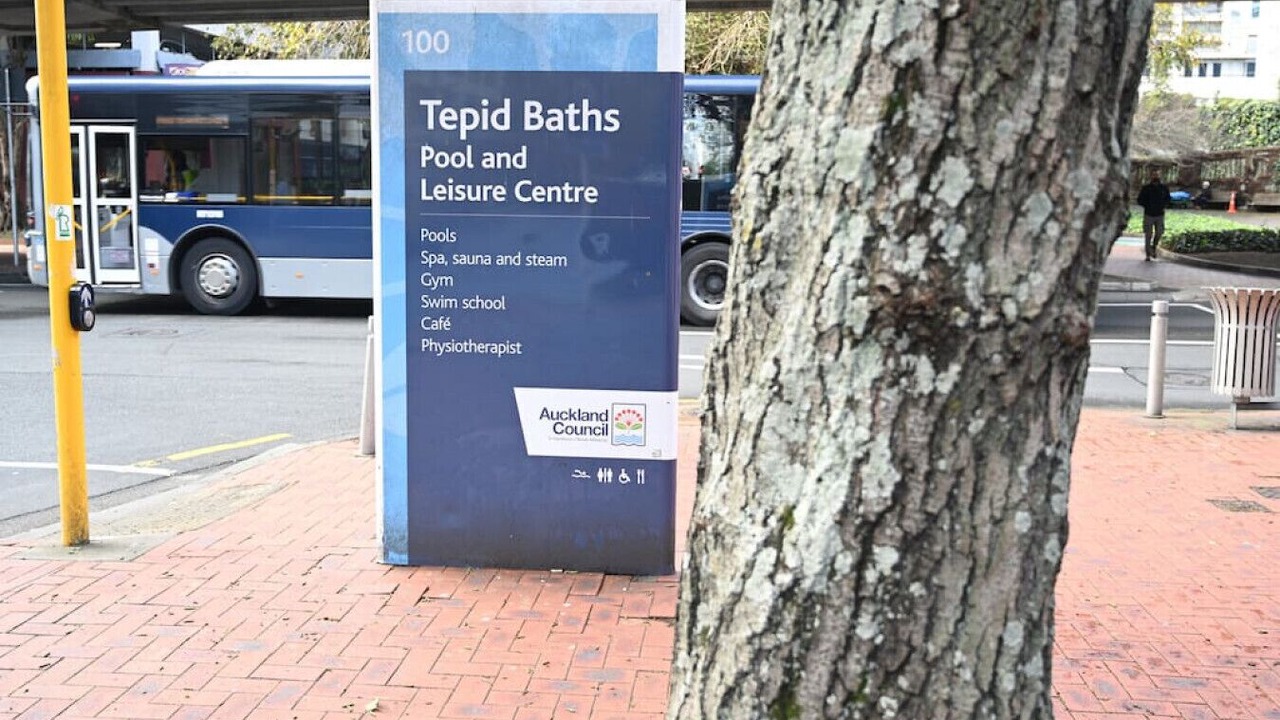 100
Tepid Baths
Pool and
Leisure Centre
Pools
Spa, sauna and steam
Gym
Swim school
Café
Physiotherapist
Auckland
Council